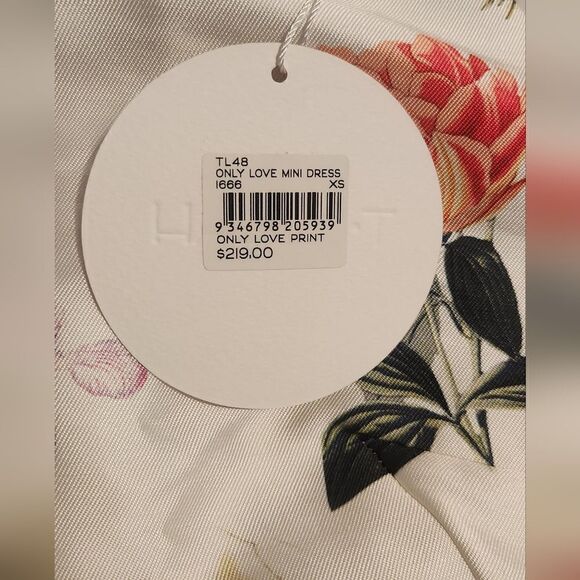 TL48
ONLY LOVE MINI DRESS
1666 XS
9 346798 205939
ONLY LOVE PRINT
$219.00